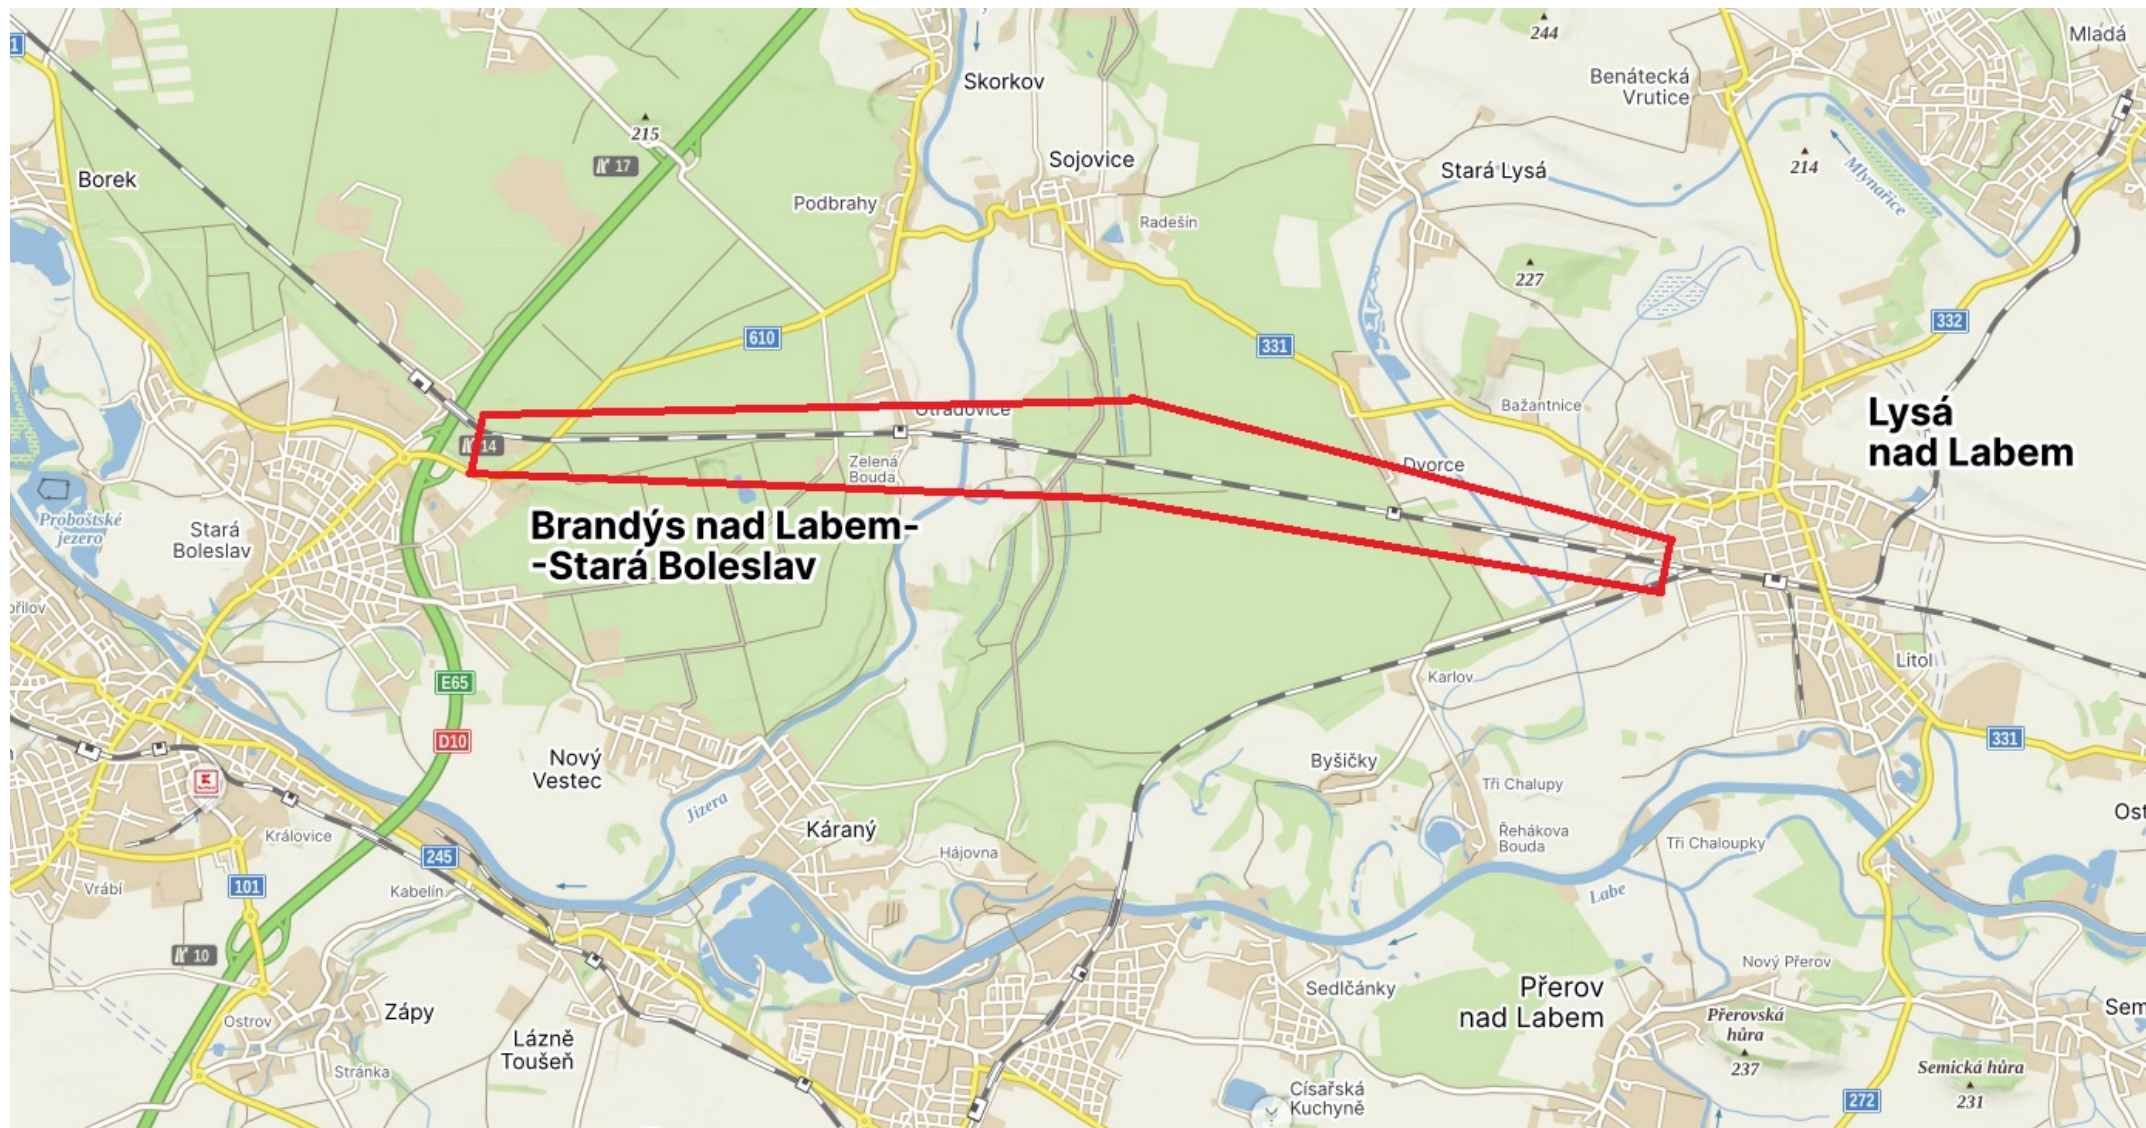 1
Skorkov
244
Mladá
Benátecká
Vrutice
215
17
Borek
Sojovice
Stará Lysá
214
Mlynařice
Podbrahy
Radešín
227
610
331
332
Otradovice
Bažantnice
Lysá
nad Labem
14
Zelená
Bouda
Dvorce
Proboštské
jezero
Stará
Boleslav
Brandýs nad Labem-
-Stará Boleslav
E65
Litol
Karlov
D10
331
Nový
Vestec
Byšičky
Jizera
Tři Chalupy
Káraný
Královice
Řehákova
Bouda
Tři Chaloupky
245
Hájovna
Vrábí
101
Kabelín
Labe
10
Nový Přerov
Sedlčánky
Přerov
nad Labem
Zápy
Ostrov
Přerovská
hůra
237
Lázně
Toušeň
Stránka
Semická hůra
231
Císařská
Kuchyně
272